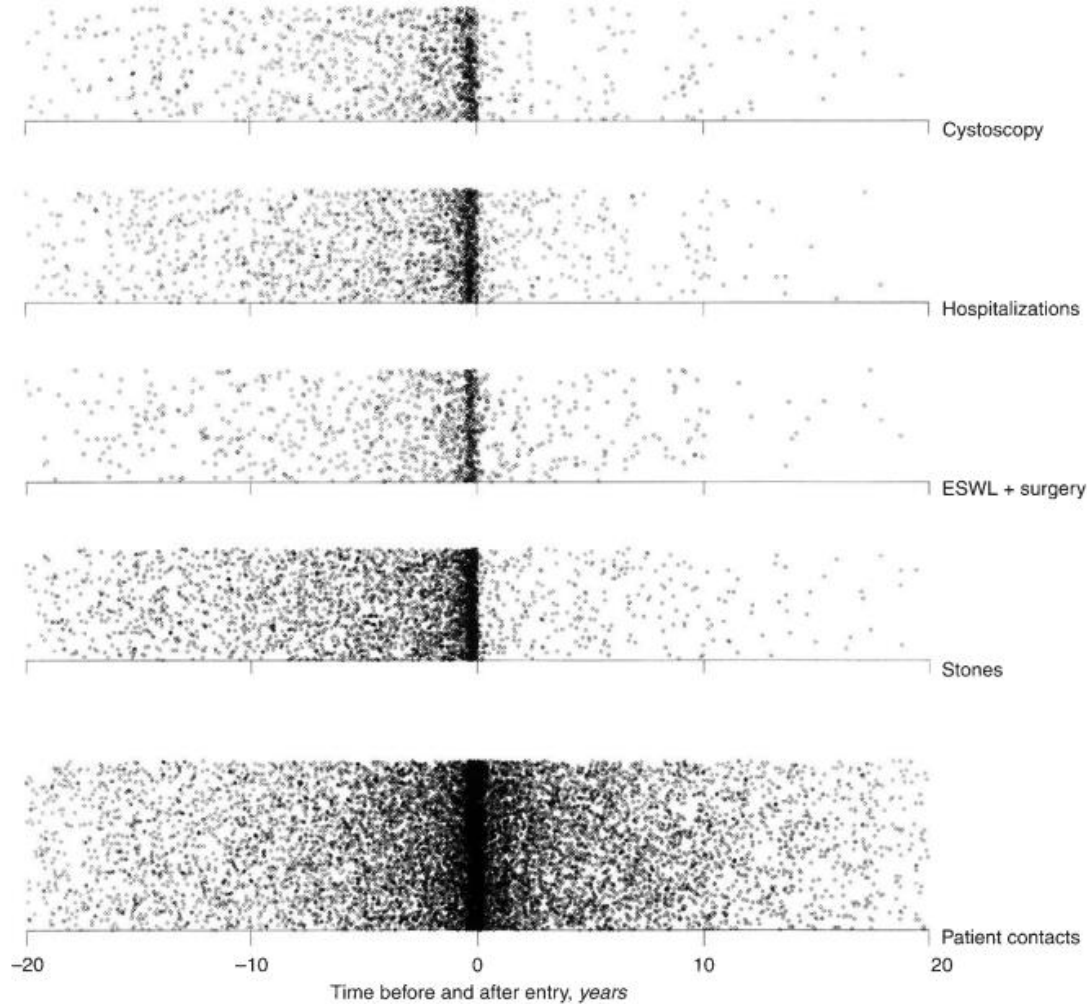 Cystoscopy
Hospitalizations
ESWL + surgery
Stones
Patient contacts
–20 –10 0 10 20
Time before and after entry, years